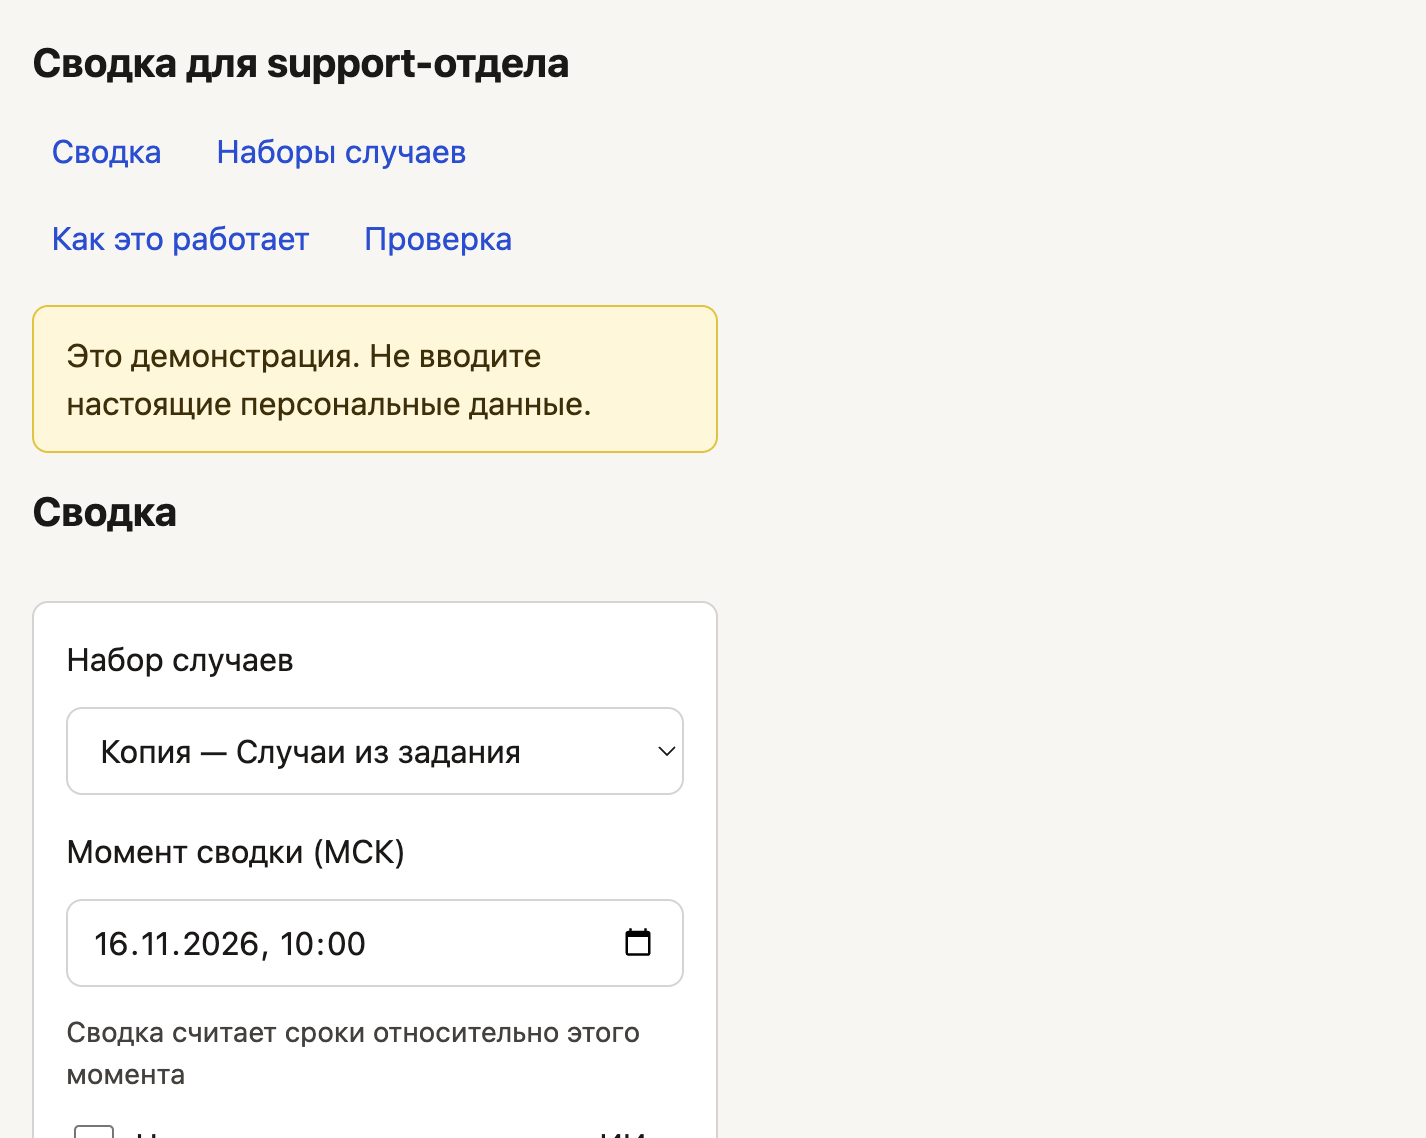 Сводка для support-отдела
Сводка Наборы случаев
Как это работает Проверка
Это демонстрация. Не вводите
настоящие персональные данные.
Сводка
Набор случаев
Копия — Случаи из задания
Момент сводки (МСК)
16.11.2026, 10:00
Сводка считает сроки относительно этого
момента